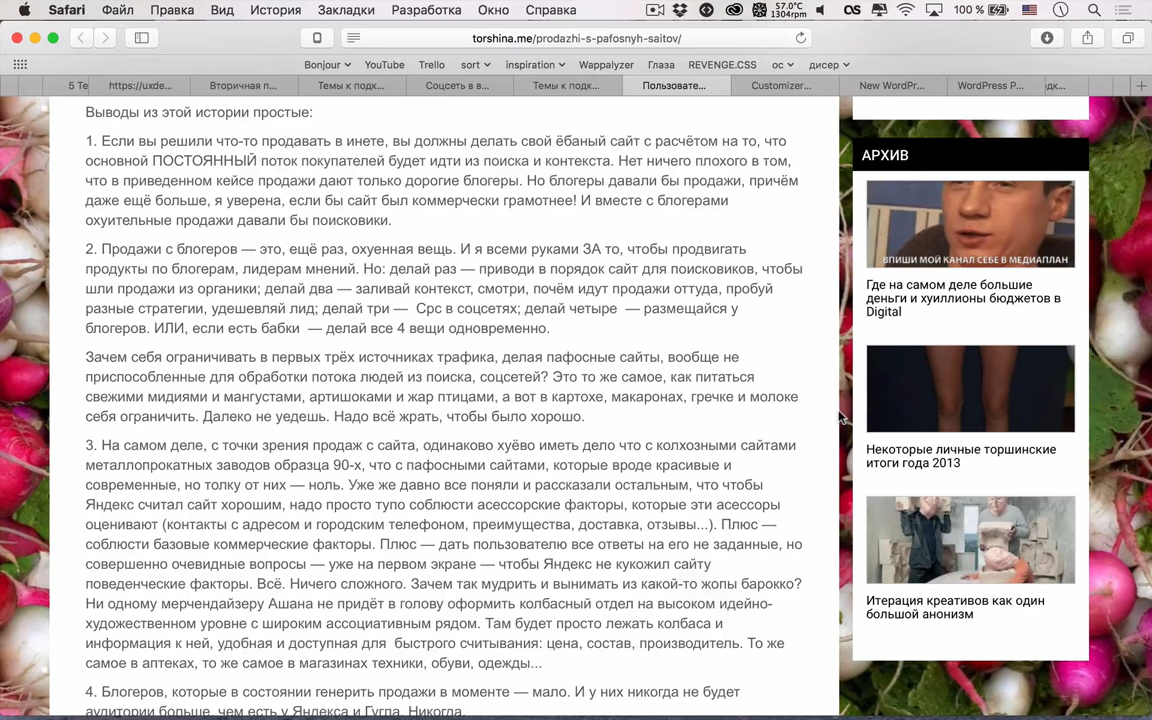 Safari Файл Правка Вид История Закладки Разработка Окно Справка
57.0°C
1304rpm
100 %
torshina.me/prodazhi-s-pafosnyh-saitov/
Bonjour YouTube Trello sort inspiration Wappalyzer Глаза REVENGE.CSS ос дисер
5 Те https://uxde... Вторичная п... Темы к подк... Соцсеть в в... Темы к подк... Пользовате... Customizer... New WordPr... WordPress P... дк...
Выводы из этой истории простые:
1. Если вы решили что-то продавать в инете, вы должны делать свой ёбаный сайт с расчётом на то, что
основной ПОСТОЯННЫЙ поток покупателей будет идти из поиска и контекста. Нет ничего плохого в том,
что в приведенном кейсе продажи дают только дорогие блогеры. Но блогеры давали бы продажи, причём
даже ещё больше, я уверена, если бы сайт был коммерчески грамотнее! И вместе с блогерами
охуительные продажи давали бы поисковики.
2. Продажи с блогеров — это, ещё раз, охуенная вещь. И я всеми руками ЗА то, чтобы продвигать
продукты по блогерам, лидерам мнений. Но: делай раз — приводи в порядок сайт для поисковиков, чтобы
шли продажи из органики; делай два — заливай контекст, смотри, почём идут продажи оттуда, пробуй
разные стратегии, удешевляй лид; делай три — Cpc в соцсетях; делай четыре — размещайся у
блогеров. ИЛИ, если есть бабки — делай все 4 вещи одновременно.
Зачем себя ограничивать в первых трёх источниках трафика, делая пафосные сайты, вообще не
приспособленные для обработки потока людей из поиска, соцсетей? Это то же самое, как питаться
свежими мидиями и мангустами, артишоками и жар птицами, а вот в картохе, макаронах, гречке и молоке
себя ограничить. Далеко не уедешь. Надо всё жрать, чтобы было хорошо.
3. На самом деле, с точки зрения продаж с сайта, одинаково хуёво иметь дело что с колхозными сайтами
металлопрокатных заводов образца 90-х, что с пафосными сайтами, которые вроде красивые и
современные, но толку от них — ноль. Уже же давно все поняли и рассказали остальным, что чтобы
Яндекс считал сайт хорошим, надо просто тупо соблюсти асессорские факторы, которые эти асессоры
оценивают (контакты с адресом и городским телефоном, преимущества, доставка, отзывы...). Плюс —
соблюсти базовые коммерческие факторы. Плюс — дать пользователю все ответы на его не заданные, но
совершенно очевидные вопросы — уже на первом экране — чтобы Яндекс не кукожил сайту
поведенческие факторы. Всё. Ничего сложного. Зачем так мудрить и вынимать из какой-то жопы барокко?
Ни одному мерчендайзеру Ашана не придёт в голову оформить колбасный отдел на высоком идейно-
художественном уровне с широким ассоциативным рядом. Там будет просто лежать колбаса и
информация к ней, удобная и доступная для быстрого считывания: цена, состав, производитель. То же
самое в аптеках, то же самое в магазинах техники, обуви, одежды...
4. Блогеров, которые в состоянии генерить продажи в моменте — мало. И у них никогда не будет
аудитории больше, чем есть у Яндекса и Гугла. Никогда.
АРХИВ
ВПИШИ МОЙ КАНАЛ СЕБЕ В МЕДИАПЛАН
Где на самом деле большие
деньги и хуиллионы бюджетов в
Digital
Некоторые личные торшинские
итоги года 2013
Итерация креативов как один
большой анонизм